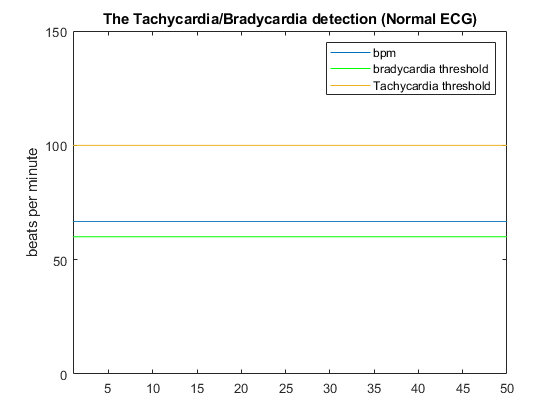 The Tachycardia/Bradycardia detection (Normal ECG)
150
bpm
bradycardia threshold
Tachycardia threshold
100
beats per minute
50
0
5 10 15 20 25 30 35 40 45 50